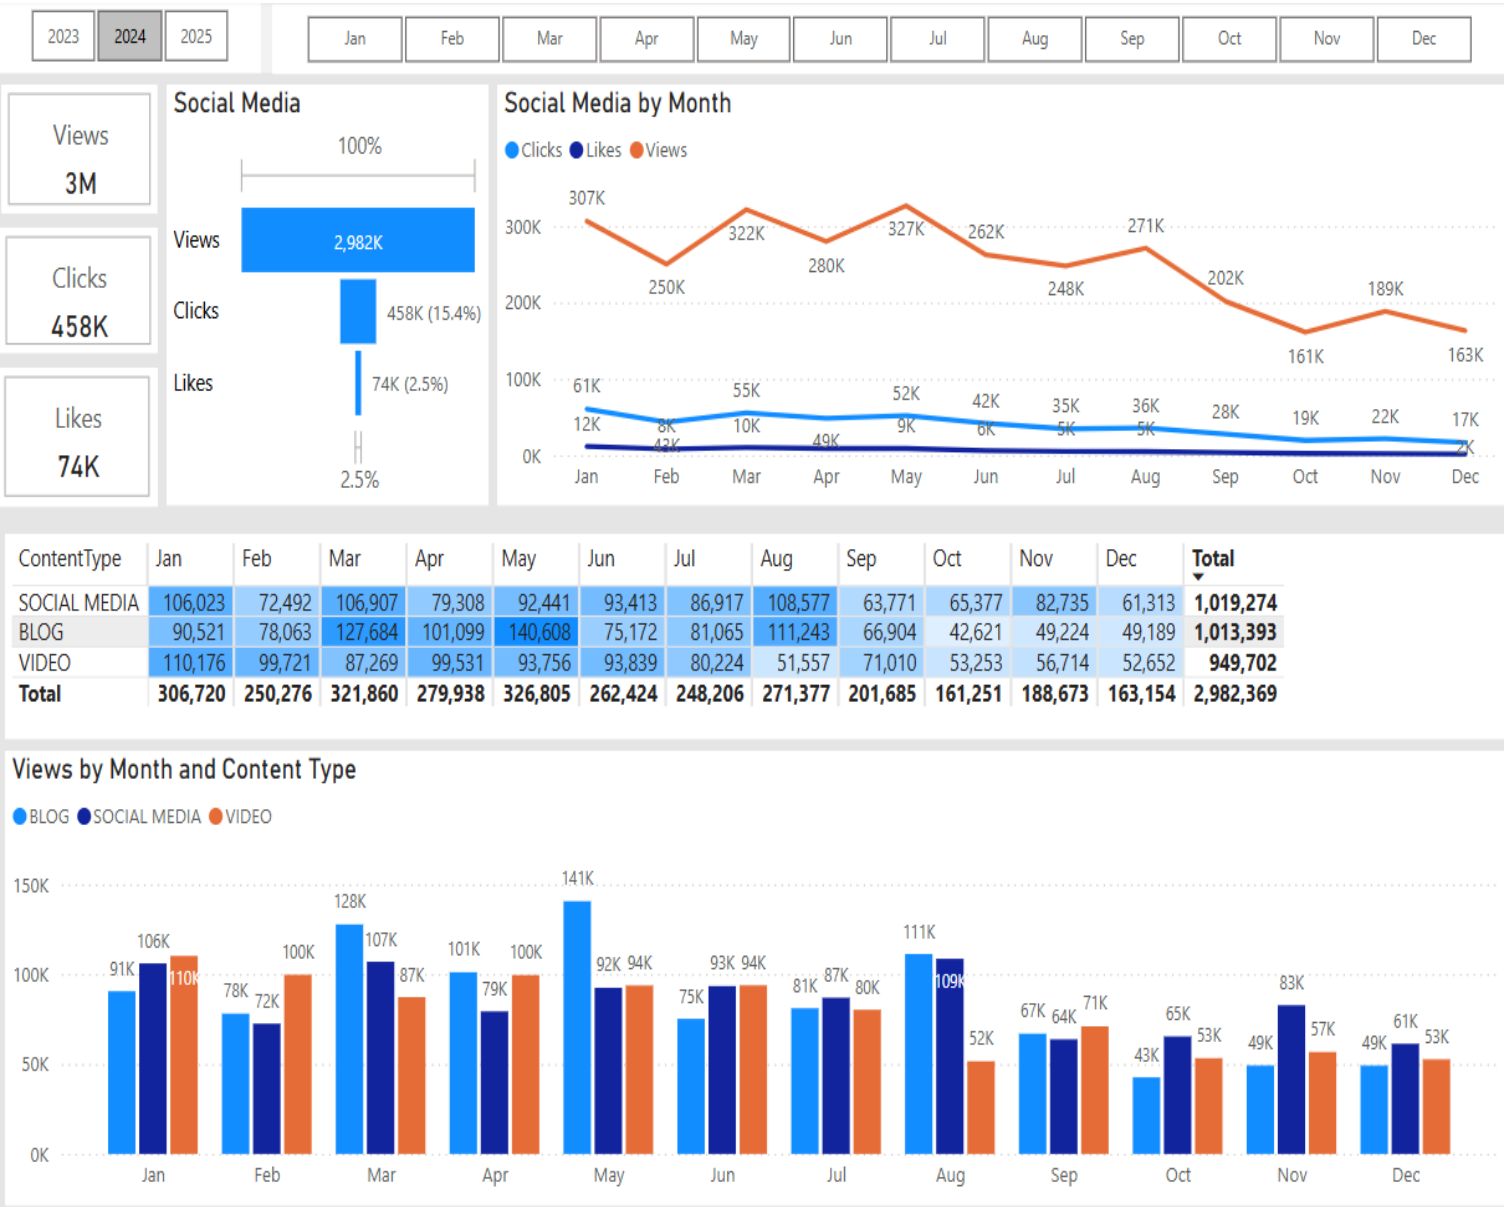 2023 2024 2025 Jan Feb Mar Apr May Jun Jul Aug Sep Oct Nov Dec
Views
3M
Clicks
458K
Likes
74K
Social Media
100%
Views 2,982K
Clicks 458K (15.4%)
Likes 74K (2.5%)
2.5%
Social Media by Month
Clicks Likes Views
307K 250K 322K 280K 327K 262K 248K 271K 202K 161K 189K 163K
300K
200K
100K
0K
61K 43K 55K 49K 52K 42K 35K 36K 28K 19K 22K 17K
12K 8K 10K 9K 6K 5K 5K 2K
Jan Feb Mar Apr May Jun Jul Aug Sep Oct Nov Dec
ContentType Jan Feb Mar Apr May Jun Jul Aug Sep Oct Nov Dec Total
SOCIAL MEDIA 106,023 72,492 106,907 79,308 92,441 93,413 86,917 108,577 63,771 65,377 82,735 61,313 1,019,274
BLOG 90,521 78,063 127,684 101,099 140,608 75,172 81,065 111,243 66,904 42,621 49,224 49,189 1,013,393
VIDEO 110,176 99,721 87,269 99,531 93,756 93,839 80,224 51,557 71,010 53,253 56,714 52,652 949,702
Total 306,720 250,276 321,860 279,938 326,805 262,424 248,206 271,377 201,685 161,251 188,673 163,154 2,982,369
Views by Month and Content Type
BLOG SOCIAL MEDIA VIDEO
150K
100K
50K
0K
91K 106K 110K 78K 72K 100K 128K 107K 87K 101K 79K 100K 141K 92K 94K 75K 93K 94K 81K 87K 80K 111K 109K 52K 67K 64K 71K 43K 65K 53K 49K 83K 57K 49K 61K 53K
Jan Feb Mar Apr May Jun Jul Aug Sep Oct Nov Dec